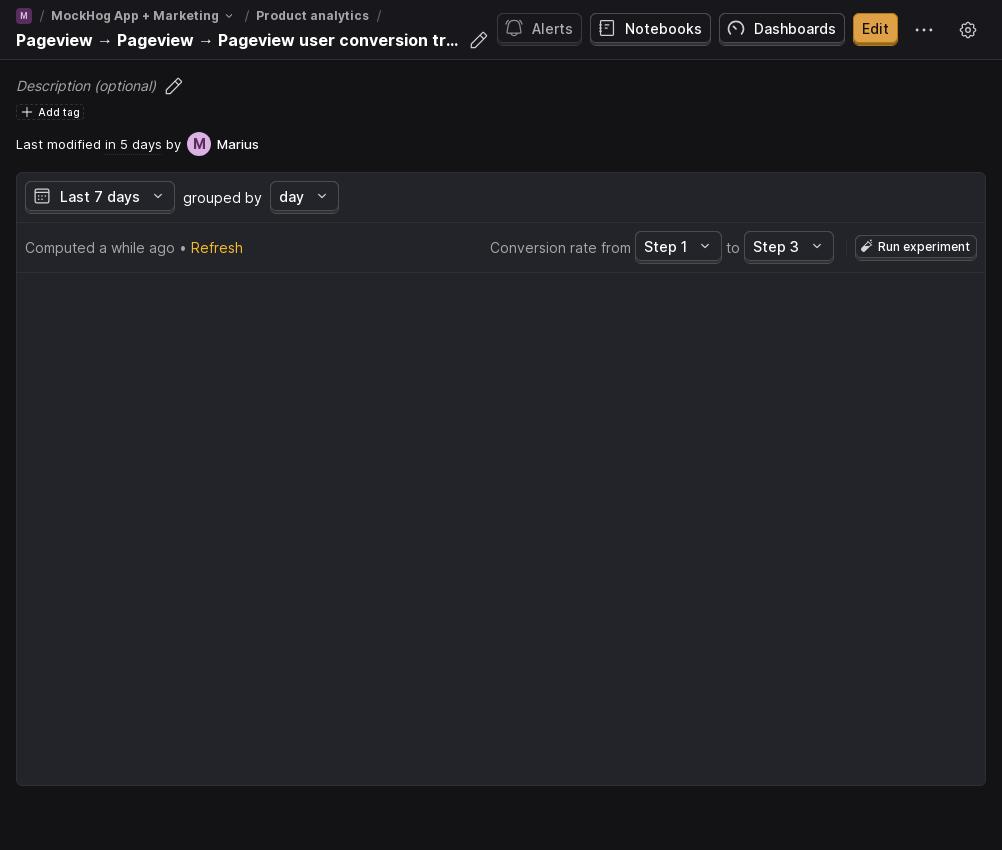 M / MockHog App + Marketing / Product analytics /
Pageview → Pageview → Pageview user conversion tr...
Alerts
Notebooks
Dashboards
Edit
Description (optional)
Add tag
Last modified in 5 days by M Marius
Last 7 days grouped by day
Computed a while ago • Refresh
Conversion rate from Step 1 to Step 3
Run experiment